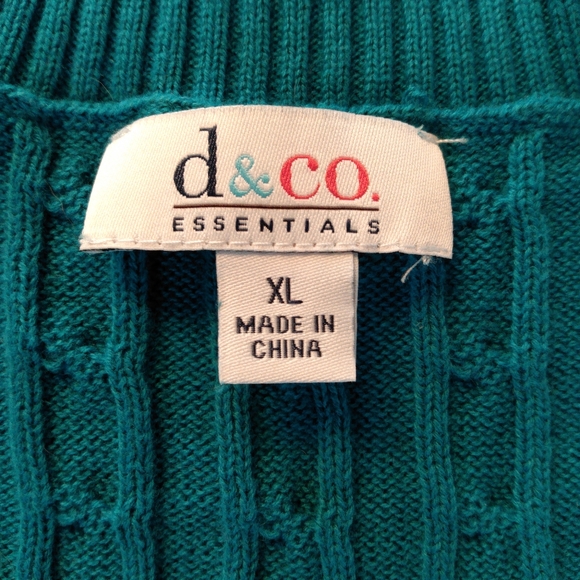 d&co.
ESSENTIALS
XL
MADE IN
CHINA